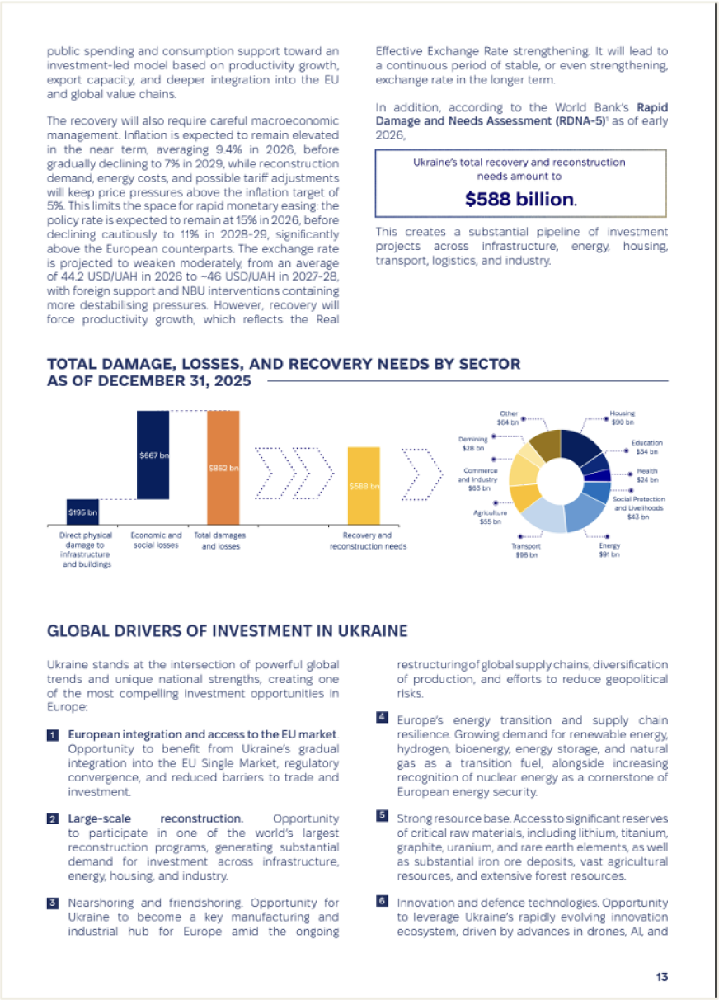 public spending and consumption support toward an
investment-led model based on productivity growth,
export capacity, and deeper integration into the EU
and global value chains.
The recovery will also require careful macroeconomic
management. Inflation is expected to remain elevated
in the near term, averaging 9.4% in 2026, before
gradually declining to 7% in 2029, while reconstruction
demand, energy costs, and possible tariff adjustments
will keep price pressures above the inflation target of
5%. This limits the space for rapid monetary easing: the
policy rate is expected to remain at 15% in 2026, before
declining cautiously to 11% in 2028-29, significantly
above the European counterparts. The exchange rate
is projected to weaken moderately, from an average
of 44.2 USD/UAH in 2026 to ~46 USD/UAH in 2027-28,
with foreign support and NBU interventions containing
more destabilising pressures. However, recovery will
force productivity growth, which reflects the Real
Effective Exchange Rate strengthening. It will lead to
a continuous period of stable, or even strengthening,
exchange rate in the longer term.
In addition, according to the World Bank's Rapid
Damage and Needs Assessment (RDNA-5)¹ as of early
2026,
Ukraine's total recovery and reconstruction
needs amount to
$588 billion.
This creates a substantial pipeline of investment
projects across infrastructure, energy, housing,
transport, logistics, and industry.
TOTAL DAMAGE, LOSSES, AND RECOVERY NEEDS BY SECTOR
AS OF DECEMBER 31, 2025
$195 bn
Direct physical
damage to
infrastructure
and buildings
$667 bn
Economic and
social losses
$862 bn
Total damages
and losses
$588 bn
Recovery and
reconstruction needs
Other
$64 bn
Housing
$90 bn
Demining
$28 bn
Education
$34 bn
Commerce
and Industry
$63 bn
Health
$24 bn
Agriculture
$55 bn
Social Protection
and Livelihoods
$43 bn
Transport
$96 bn
Energy
$91 bn
GLOBAL DRIVERS OF INVESTMENT IN UKRAINE
Ukraine stands at the intersection of powerful global
trends and unique national strengths, creating one
of the most compelling investment opportunities in
Europe:
1 European integration and access to the EU market.
Opportunity to benefit from Ukraine's gradual
integration into the EU Single Market, regulatory
convergence, and reduced barriers to trade and
investment.
2 Large-scale reconstruction. Opportunity
to participate in one of the world's largest
reconstruction programs, generating substantial
demand for investment across infrastructure,
energy, housing, and industry.
3 Nearshoring and friendshoring. Opportunity for
Ukraine to become a key manufacturing and
industrial hub for Europe amid the ongoing
restructuring of global supply chains, diversification
of production, and efforts to reduce geopolitical
risks.
4 Europe's energy transition and supply chain
resilience. Growing demand for renewable energy,
hydrogen, bioenergy, energy storage, and natural
gas as a transition fuel, alongside increasing
recognition of nuclear energy as a cornerstone of
European energy security.
5 Strong resource base. Access to significant reserves
of critical raw materials, including lithium, titanium,
graphite, uranium, and rare earth elements, as well
as substantial iron ore deposits, vast agricultural
resources, and extensive forest resources.
6 Innovation and defence technologies. Opportunity
to leverage Ukraine's rapidly evolving innovation
ecosystem, driven by advances in drones, AI, and
13